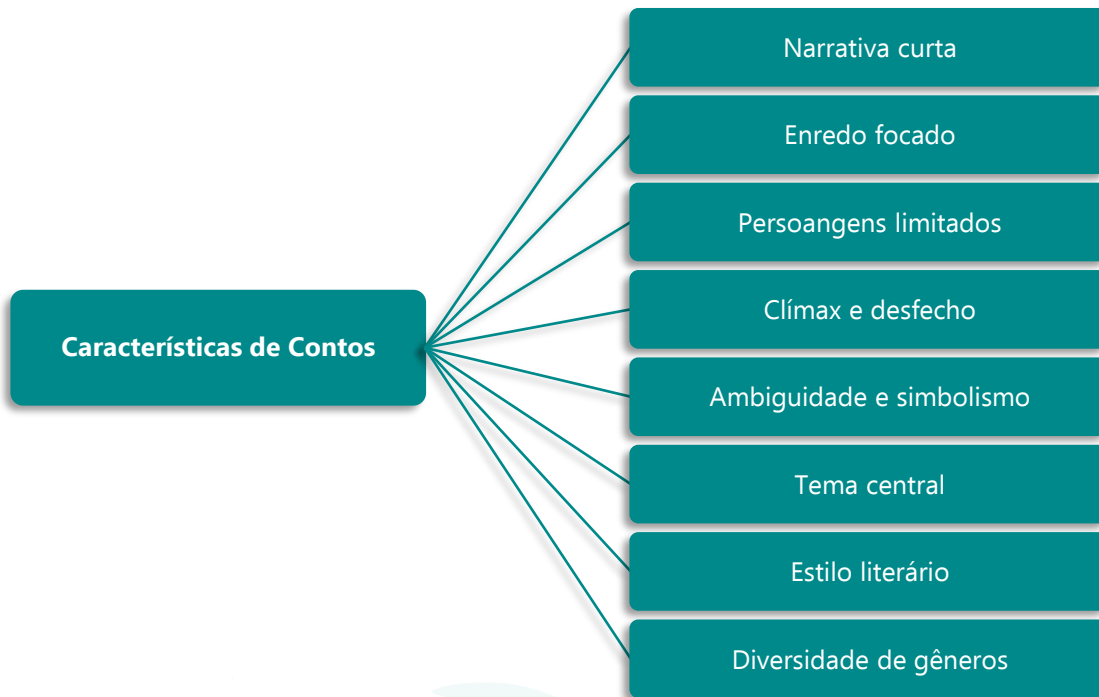 Narrativa curta
Enredo focado
Persoangens limitados
Clímax e desfecho
Características de Contos
Ambiguidade e simbolismo
Tema central
Estilo literário
Diversidade de gêneros